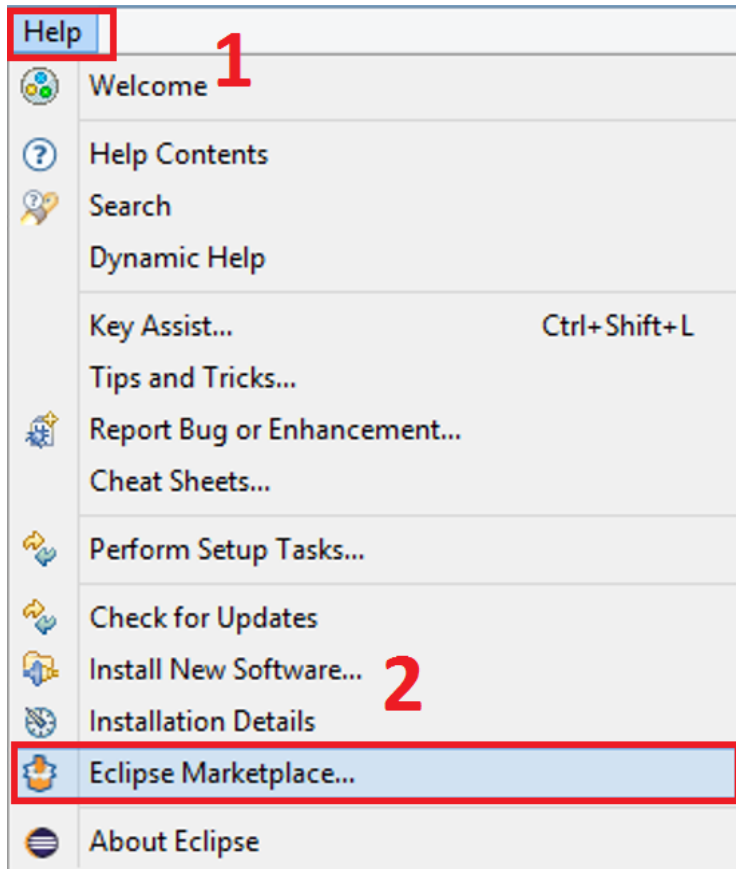 Help
1
Welcome
Help Contents
Search
Dynamic Help
Key Assist... Ctrl+Shift+L
Tips and Tricks...
Report Bug or Enhancement...
Cheat Sheets...
Perform Setup Tasks...
Check for Updates
Install New Software...
2
Installation Details
Eclipse Marketplace...
About Eclipse